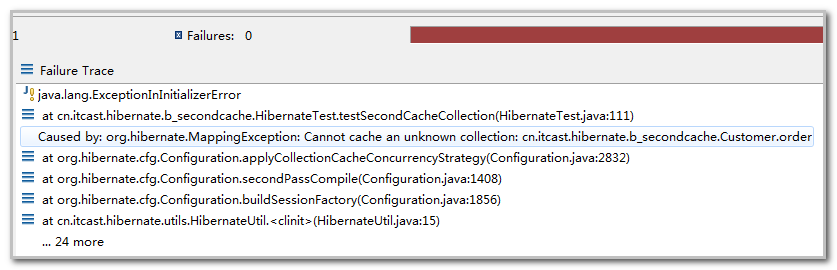 1 Failures: 0
Failure Trace
java.lang.ExceptionInInitializerError
at cn.itcast.hibernate.b_secondcache.HibernateTest.testSecondCacheCollection(HibernateTest.java:111)
Caused by: org.hibernate.MappingException: Cannot cache an unknown collection: cn.itcast.hibernate.b_secondcache.Customer.order
at org.hibernate.cfg.Configuration.applyCollectionCacheConcurrencyStrategy(Configuration.java:2832)
at org.hibernate.cfg.Configuration.secondPassCompile(Configuration.java:1408)
at org.hibernate.cfg.Configuration.buildSessionFactory(Configuration.java:1856)
at cn.itcast.hibernate.utils.HibernateUtil.<clinit>(HibernateUtil.java:15)
... 24 more